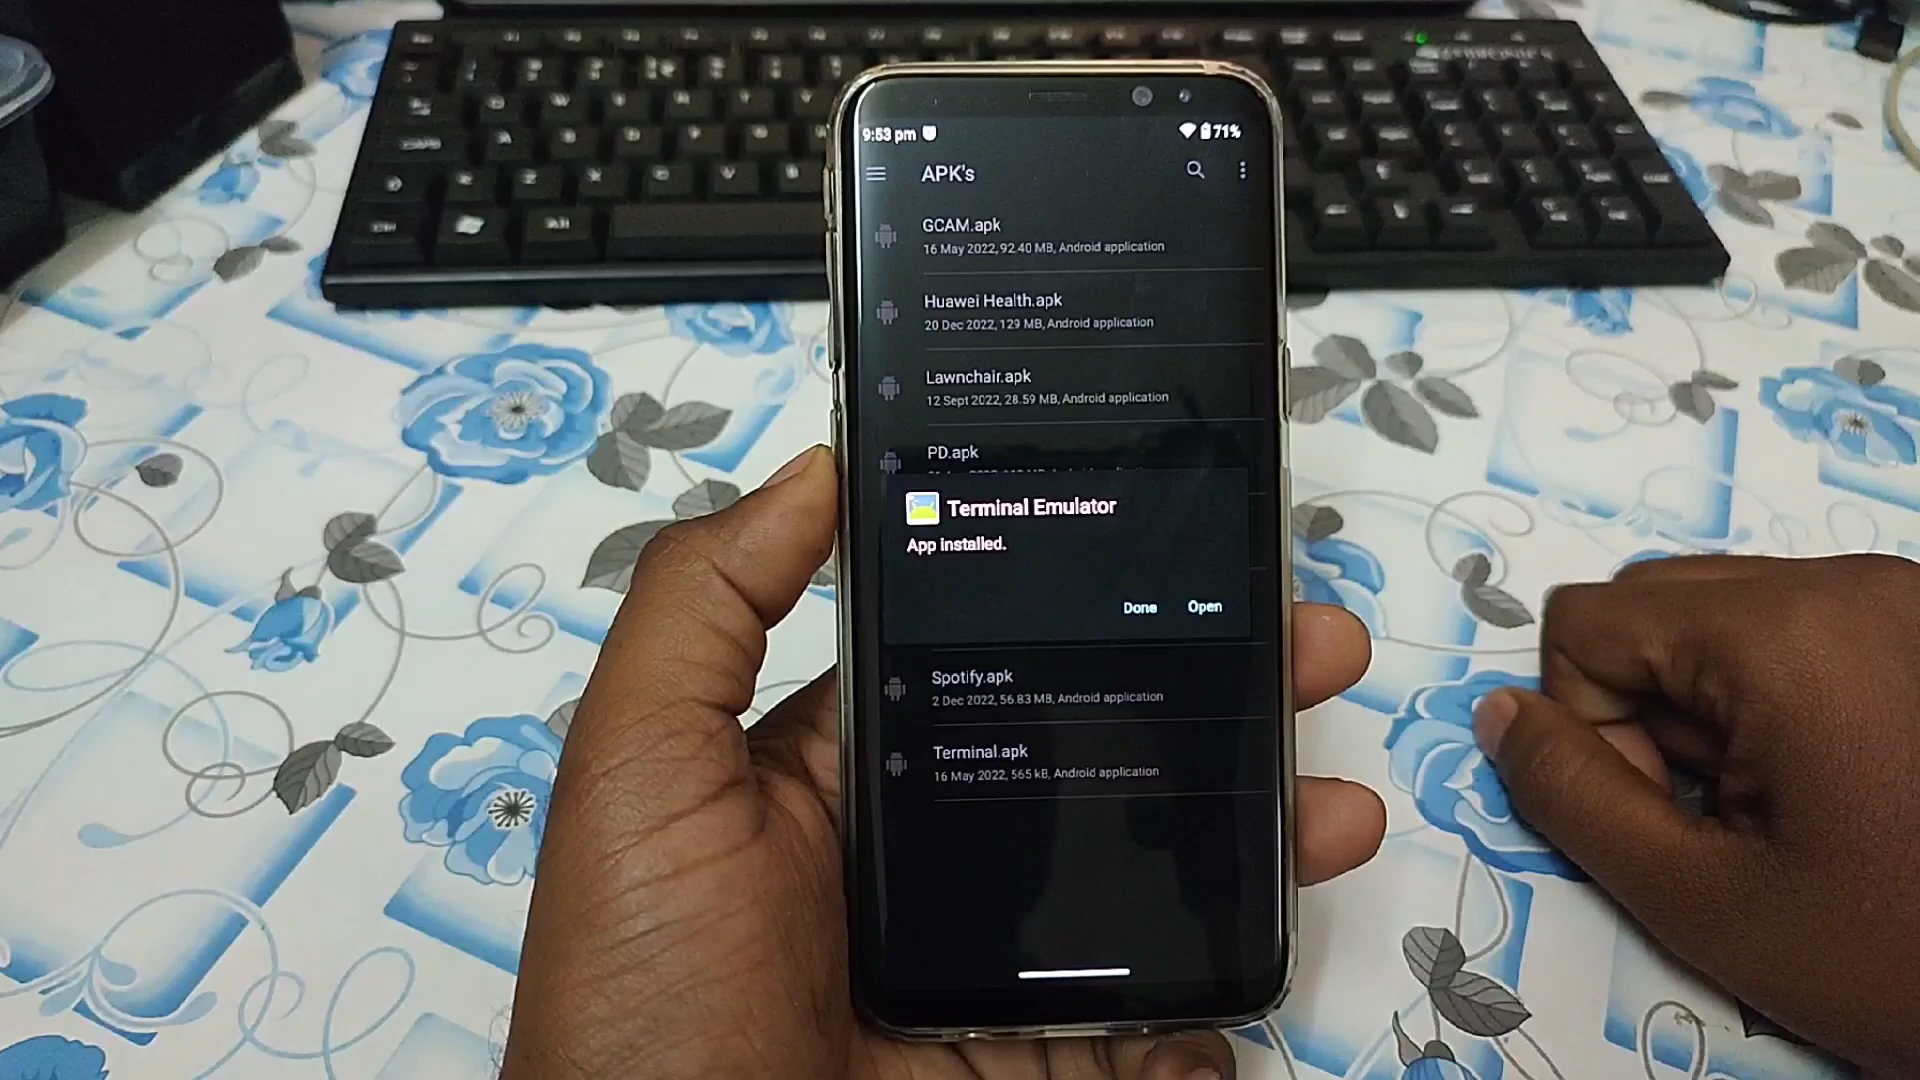 9:53 pm
71%
APK's
GCAM.apk
16 May 2022, 92.40 MB, Android application
Huawei Health.apk
20 Dec 2022, 129 MB, Android application
Lawnchair.apk
12 Sept 2022, 28.59 MB, Android application
PD.apk
Terminal Emulator
App installed.
Done Open
Spotify.apk
2 Dec 2022, 56.83 MB, Android application
Terminal.apk
16 May 2022, 565 kB, Android application